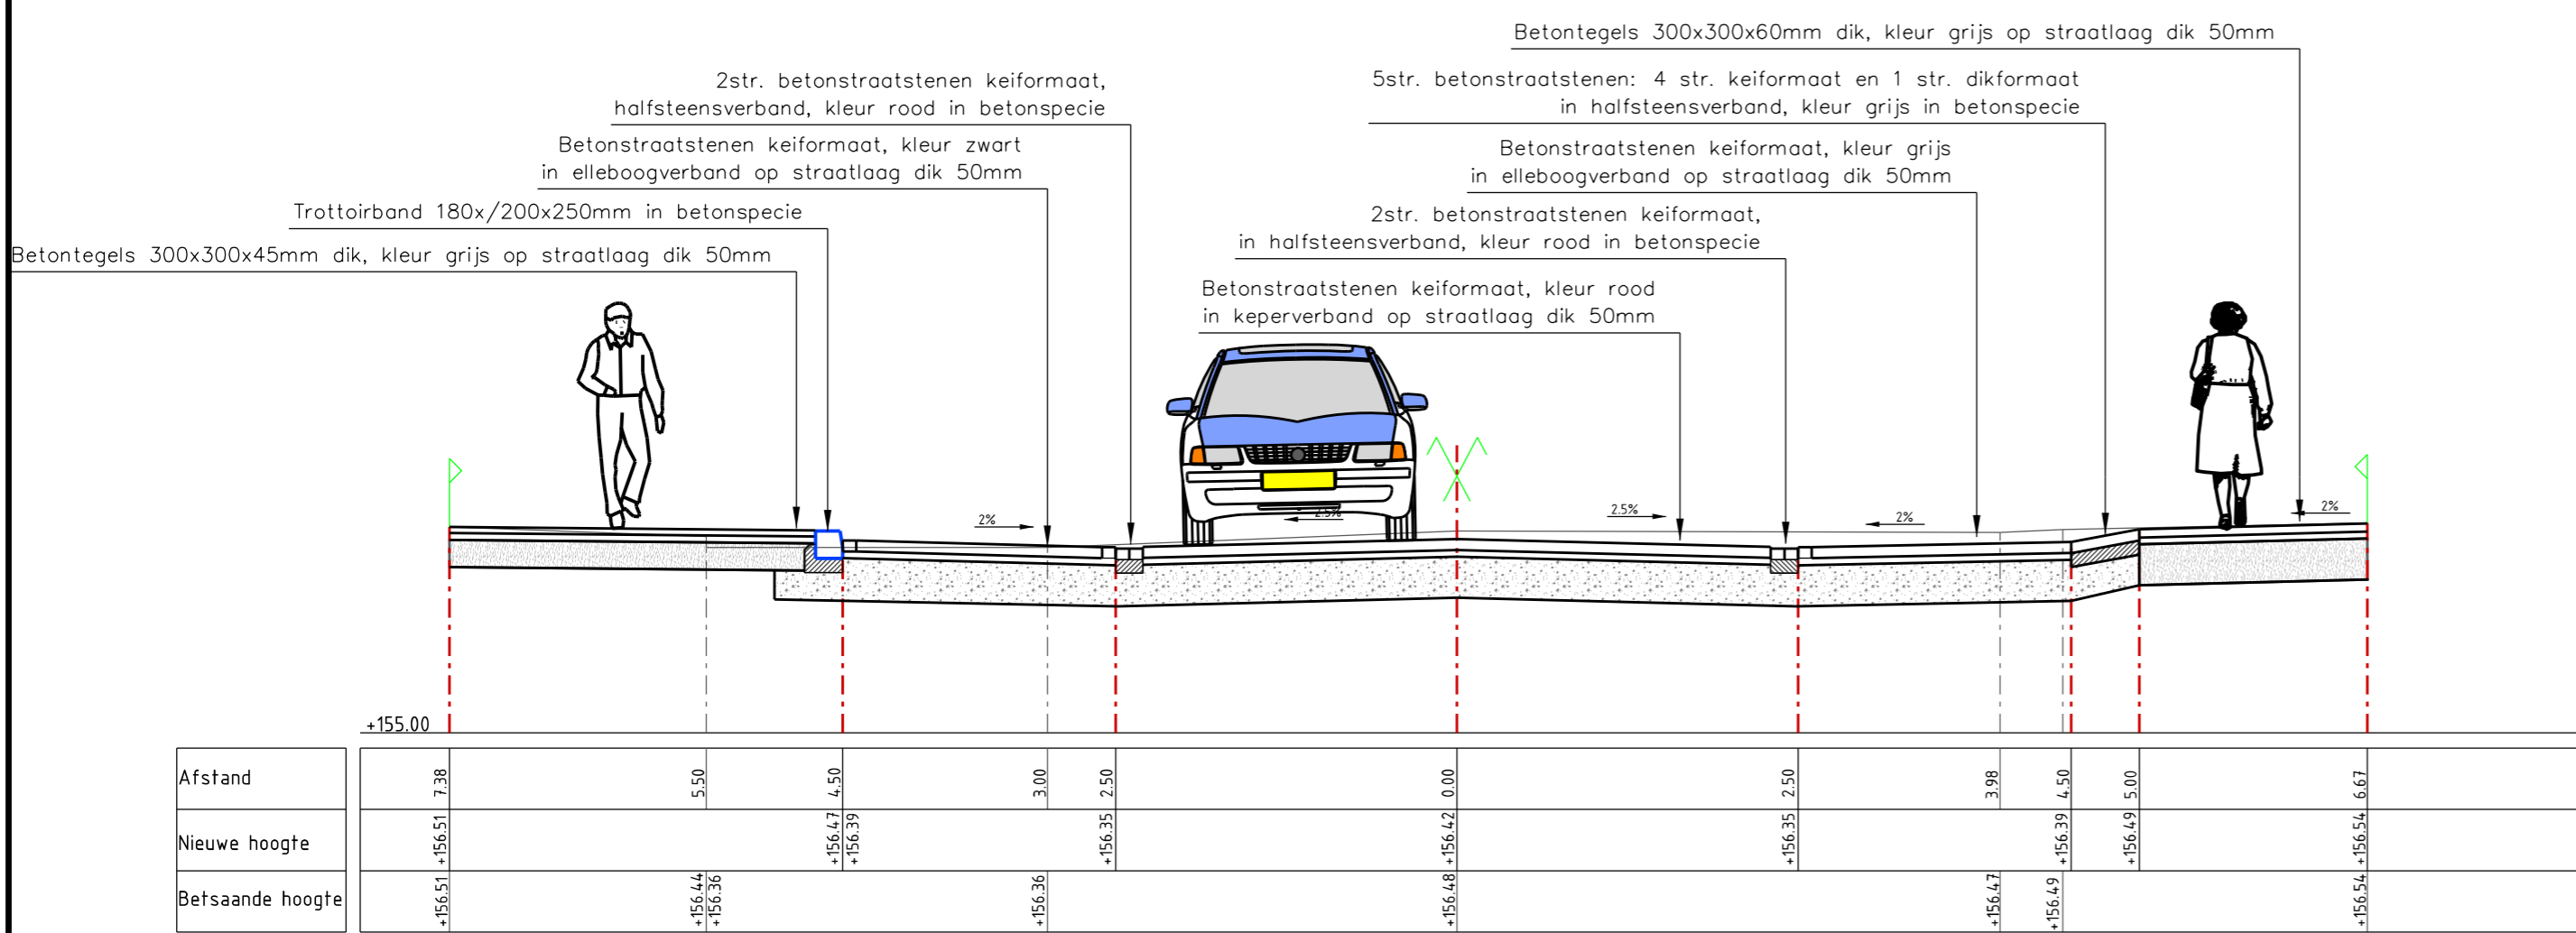 Betontegels 300x300x60mm dik, kleur grijs op straatlaag dik 50mm
2str. betonstraatstenen keiformaat,
halfsteensverband, kleur rood in betonspecie
5str. betonstraatstenen: 4 str. keiformaat en 1 str. dikformaat
in halfsteensverband, kleur grijs in betonspecie
Betonstraatstenen keiformaat, kleur zwart
in elleboogverband op straatlaag dik 50mm
Betonstraatstenen keiformaat, kleur grijs
in elleboogverband op straatlaag dik 50mm
Trottoirband 180x/200x250mm in betonspecie
2str. betonstraatstenen keiformaat,
in halfsteensverband, kleur rood in betonspecie
Betontegels 300x300x45mm dik, kleur grijs op straatlaag dik 50mm
Betonstraatstenen keiformaat, kleur rood
in keperverband op straatlaag dik 50mm
2% 2.5% 2.5% 2% 2%
+155.00
Afstand 7.38 5.50 4.50 3.00 2.50 0.00 2.50 3.98 4.50 5.00 6.67
Nieuwe hoogte +156.51 +156.47 +156.39 +156.35 +156.42 +156.35 +156.39 +156.49 +156.54
Betsaande hoogte +156.51 +156.44 +156.36 +156.36 +156.48 +156.47 +156.49 +156.54